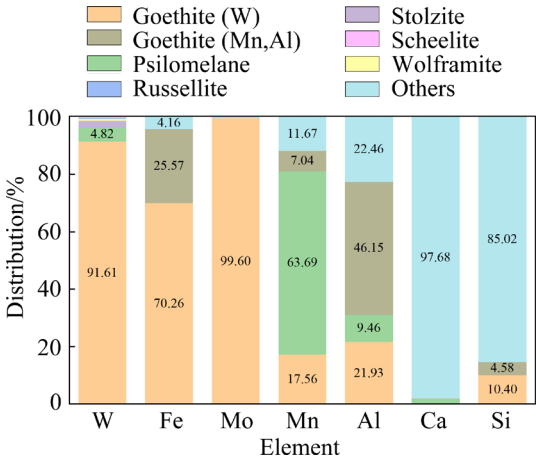 Goethite (W)
Goethite (Mn,Al)
Psilomelane
Russellite
Stolzite
Scheelite
Wolframite
Others
Distribution/%
100
80
60
40
20
0
4.82
91.61
4.16
25.57
70.26
99.60
11.67
7.04
63.69
17.56
22.46
46.15
9.46
21.93
97.68
85.02
4.58
10.40
W Fe Mo Mn Al Ca Si
Element